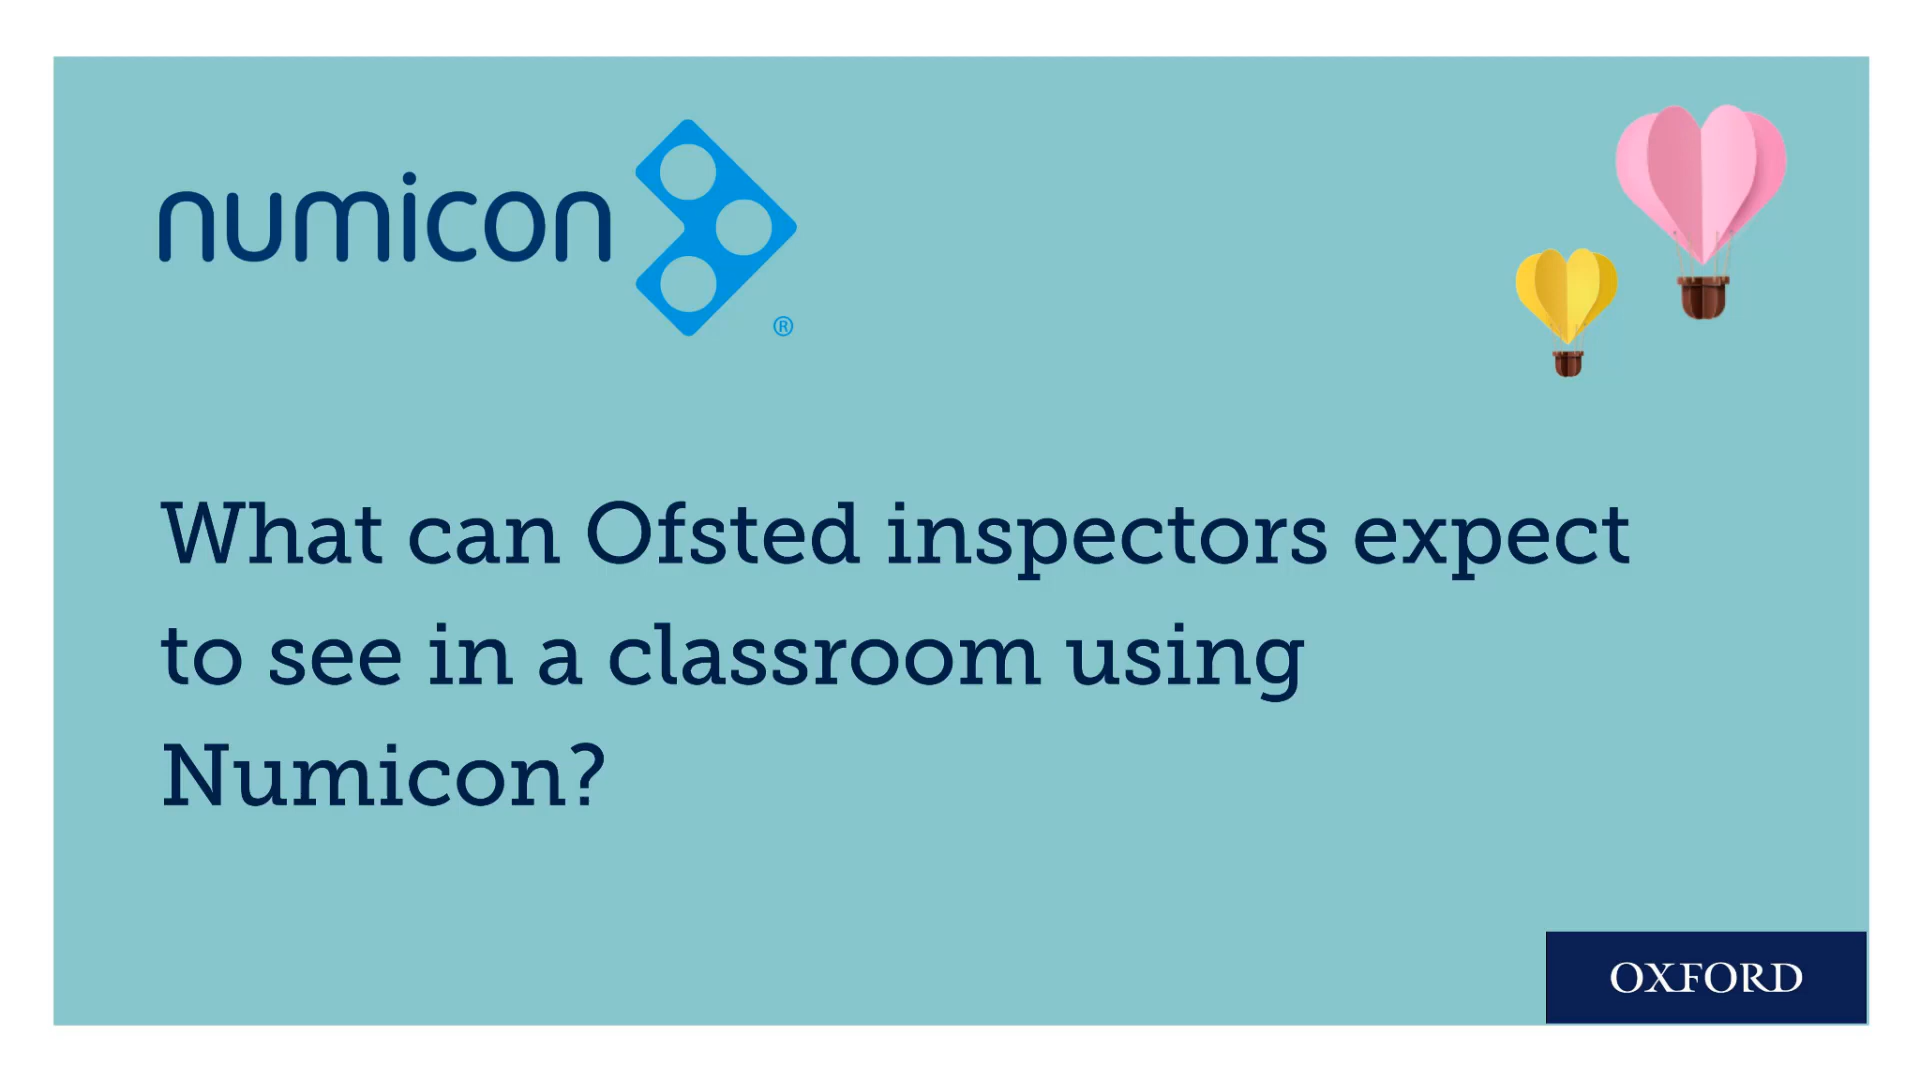 numicon
®
What can Ofsted inspectors expect
to see in a classroom using
Numicon?
OXFORD